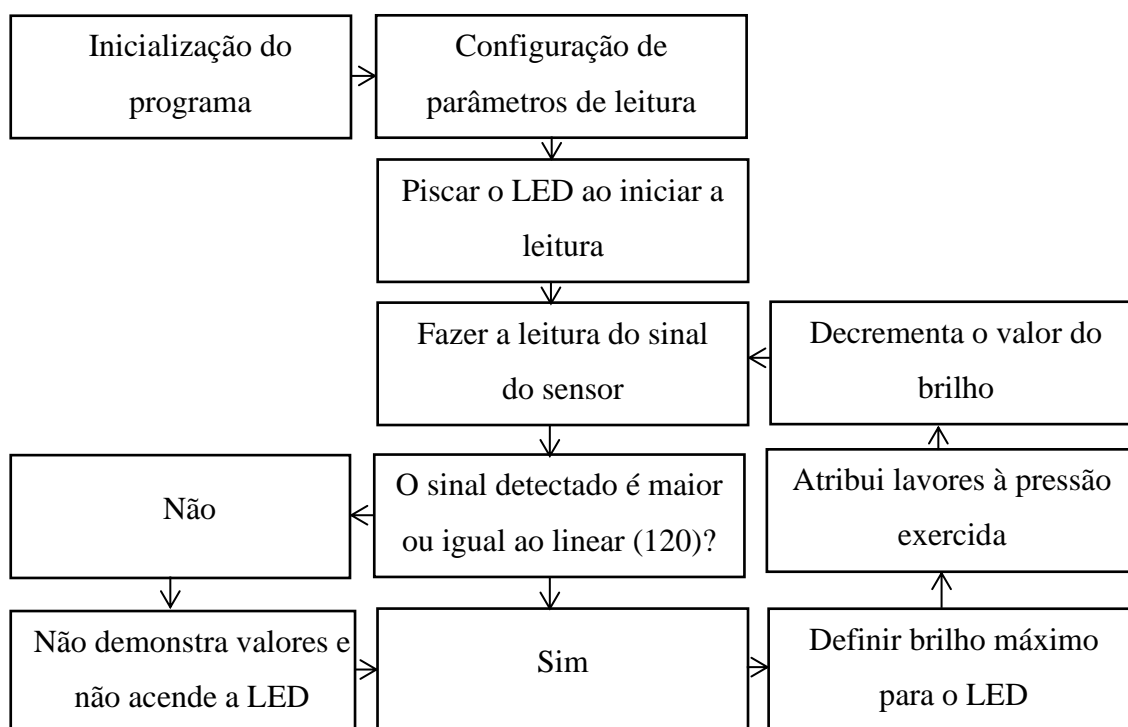 Inicialização do
programa
Configuração de
parâmetros de leitura
Piscar o LED ao iniciar a
leitura
Fazer a leitura do sinal
do sensor
Decrementa o valor do
brilho
Não
O sinal detectado é maior
ou igual ao linear (120)?
Atribui lavores à pressão
exercida
Não demonstra valores e
não acende a LED
Sim
Definir brilho máximo
para o LED